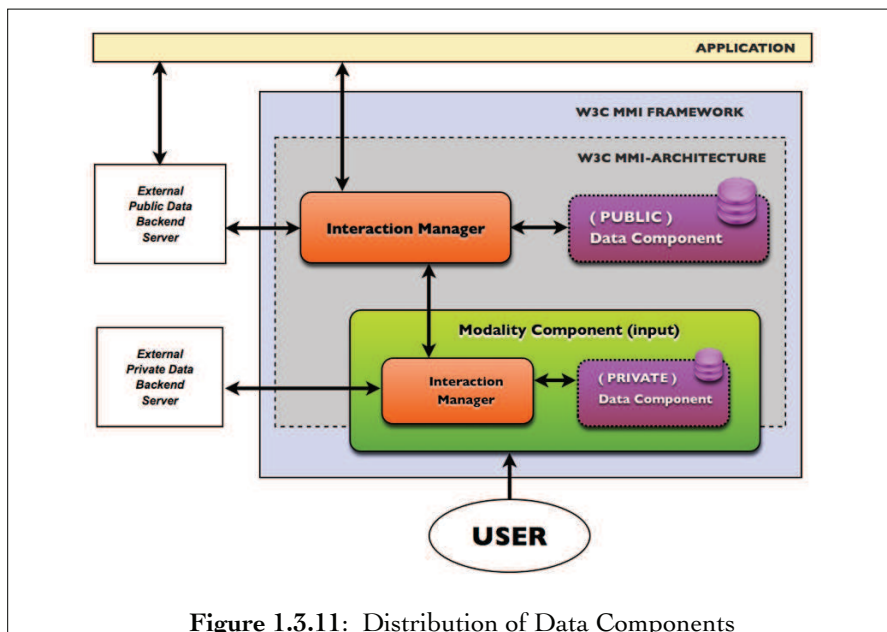 APPLICATION
W3C MMI FRAMEWORK
W3C MMI-ARCHITECTURE
External
Public Data
Backend
Server
Interaction Manager
( PUBLIC )
Data Component
Modality Component (input)
External
Private Data
Backend
Server
Interaction
Manager
( PRIVATE )
Data Component
USER
Figure 1.3.11: Distribution of Data Components